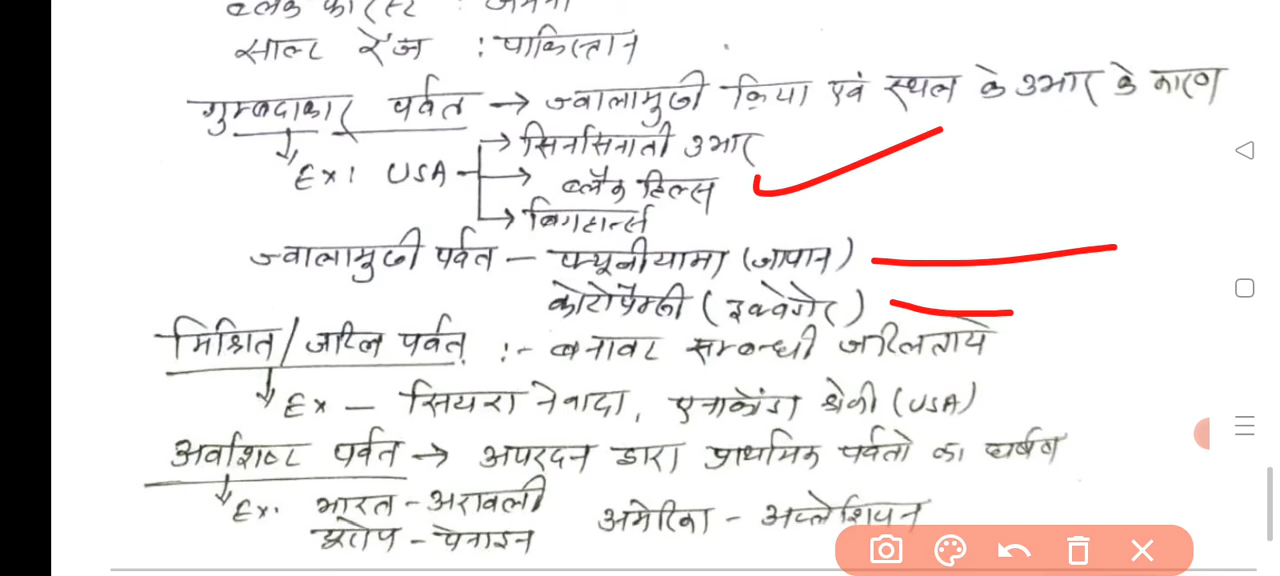 ब्लैक फॉरेस्ट : जर्मनी
साल्ट रेंज : पाकिस्तान
गुम्बदाकार पर्वत → ज्वालामुखी क्रिया एवं स्थल के उभार के कारण
Ex: USA → सिनसिनाती उभार
→ ब्लैक हिल्स
→ बिगहार्न्स
ज्वालामुखी पर्वत – फ्यूजीयामा (जापान)
कोटोपैक्सी (इक्वेडोर)
मिश्रित / जटिल पर्वत :- बनावट सम्बन्धी जटिलताये
Ex – सियरा नेवादा, एनाकोंडा श्रेणी (USA)
अवशिष्ट पर्वत → अपरदन द्वारा प्राथमिक पर्वतो का घर्षण
Ex. भारत - अरावली अमेरिका - अप्लेशियन
यूरोप - पेनाइन